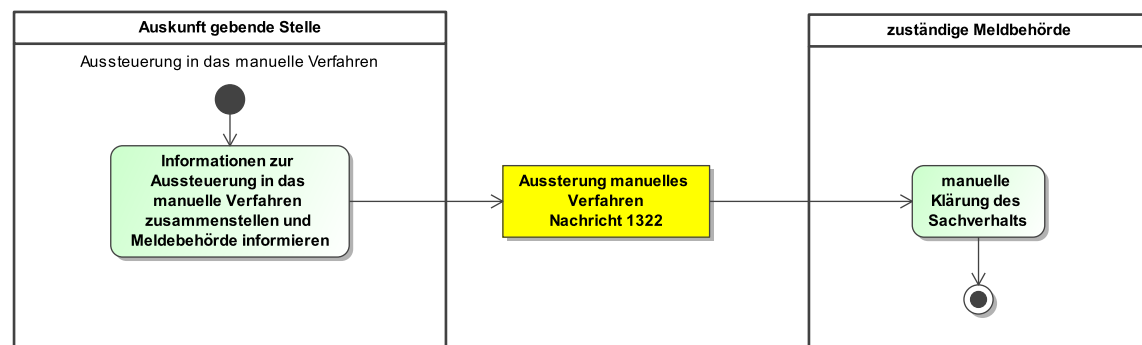 Auskunft gebende Stelle
Aussteuerung in das manuelle Verfahren
Informationen zur
Aussteuerung in das
manuelle Verfahren
zusammenstellen und
Meldebehörde informieren
Aussterung manuelles
Verfahren
Nachricht 1322
zuständige Meldbehörde
manuelle
Klärung des
Sachverhalts